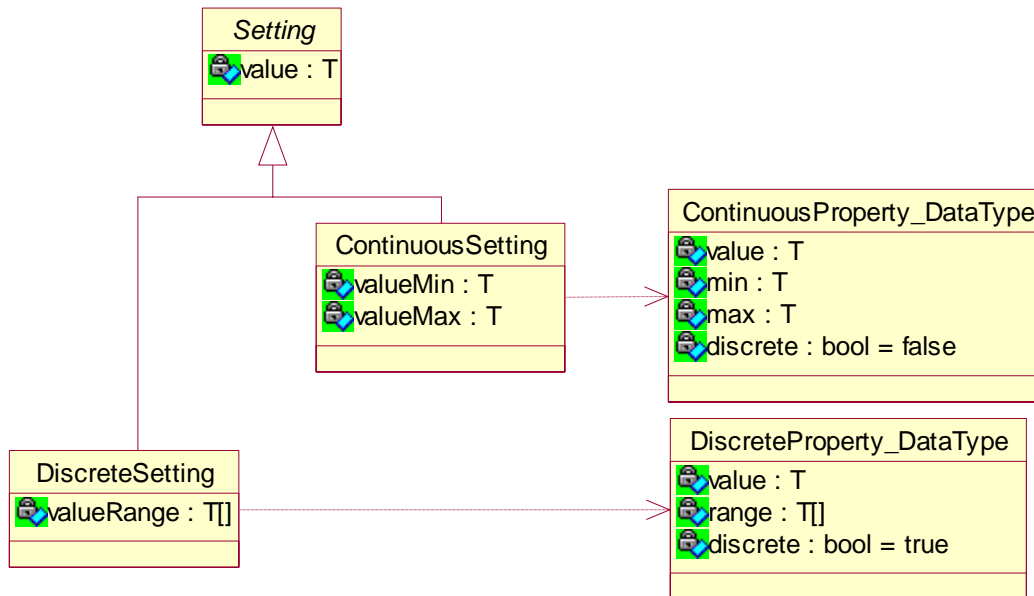 Setting
value : T
ContinuousSetting
valueMin : T
valueMax : T
ContinuousProperty_DataType
value : T
min : T
max : T
discrete : bool = false
DiscreteSetting
valueRange : T[]
DiscreteProperty_DataType
value : T
range : T[]
discrete : bool = true